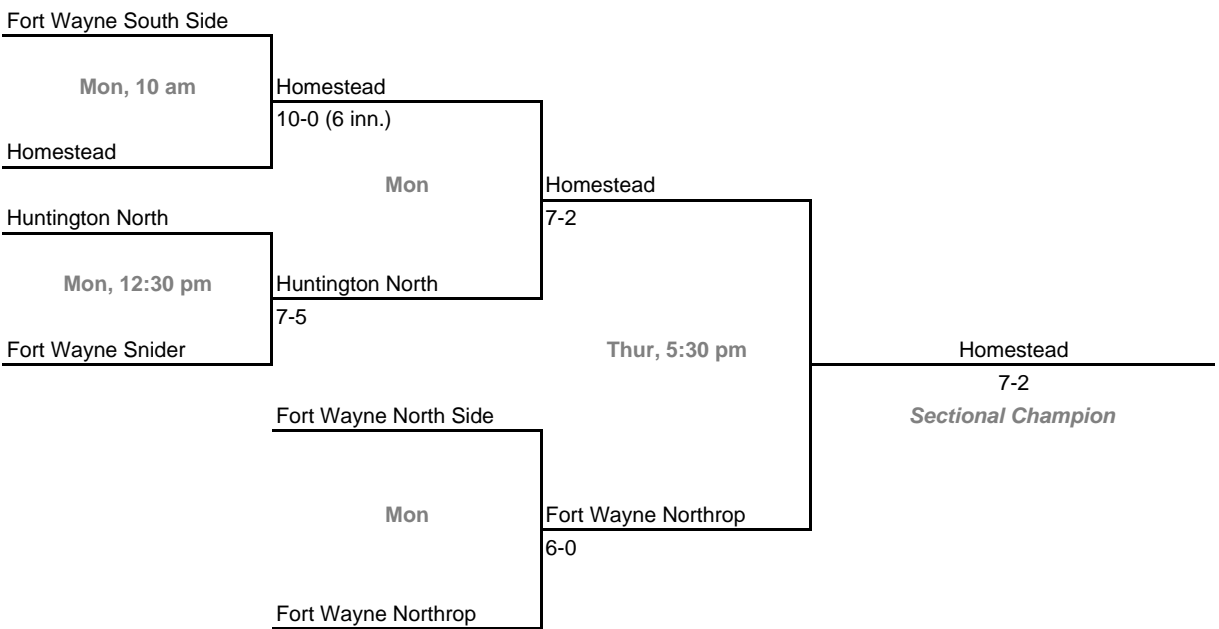 Fort Wayne South Side
Mon, 10 am
Homestead
10-0 (6 inn.)
Homestead
Mon
Homestead
7-2
Huntington North
Mon, 12:30 pm
Huntington North
7-5
Fort Wayne Snider
Thur, 5:30 pm
Homestead
7-2
Sectional Champion
Fort Wayne North Side
Mon
Fort Wayne Northrop
6-0
Fort Wayne Northrop